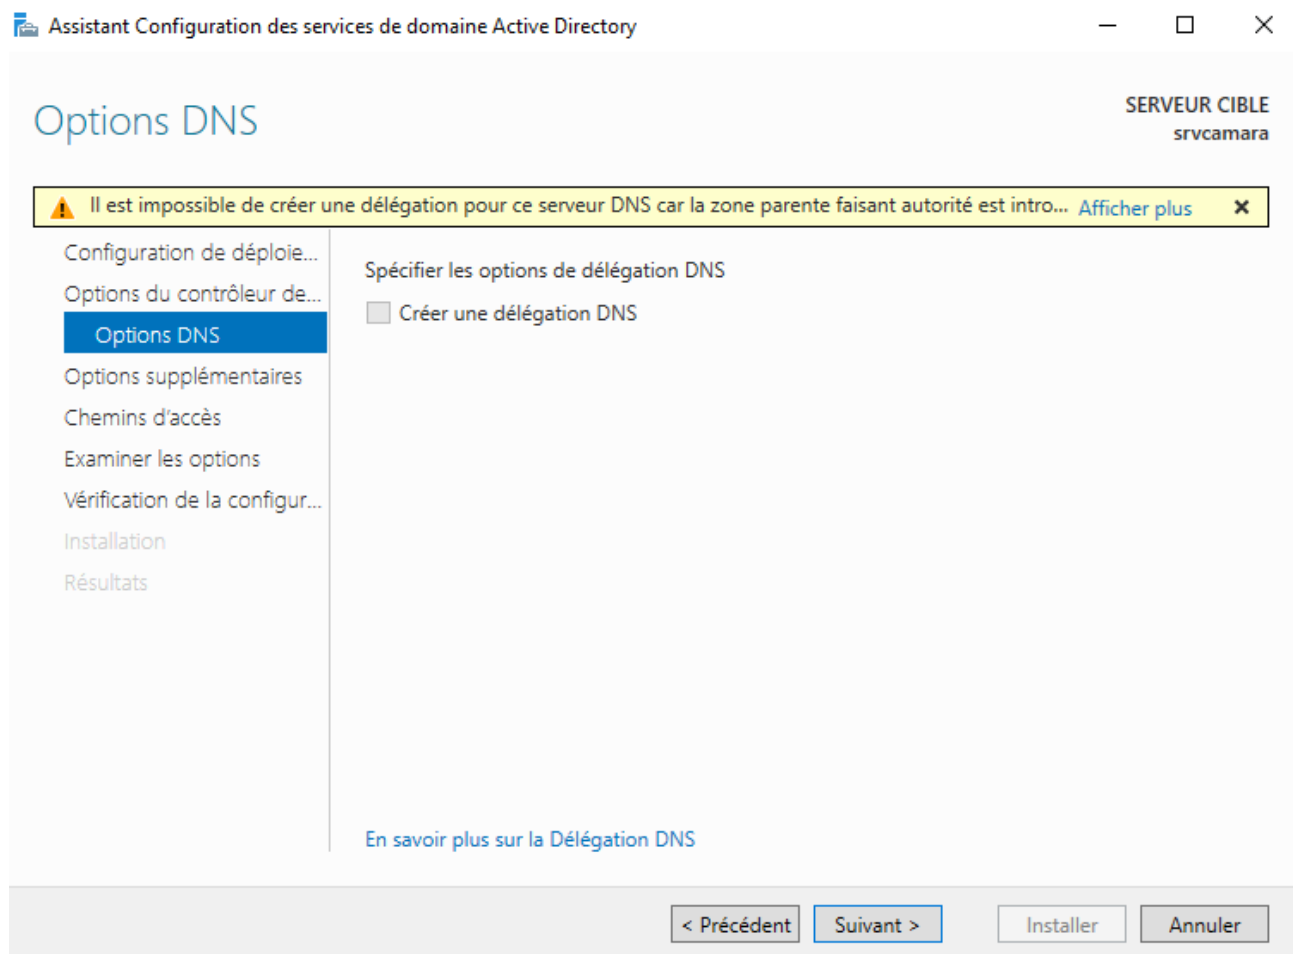 Assistant Configuration des services de domaine Active Directory
Options DNS
SERVEUR CIBLE
srvcamara
Il est impossible de créer une délégation pour ce serveur DNS car la zone parente faisant autorité est intro... Afficher plus
Configuration de déploie...
Options du contrôleur de...
Options DNS
Options supplémentaires
Chemins d'accès
Examiner les options
Vérification de la configur...
Installation
Résultats
Spécifier les options de délégation DNS
Créer une délégation DNS
En savoir plus sur la Délégation DNS
< Précédent
Suivant >
Installer
Annuler